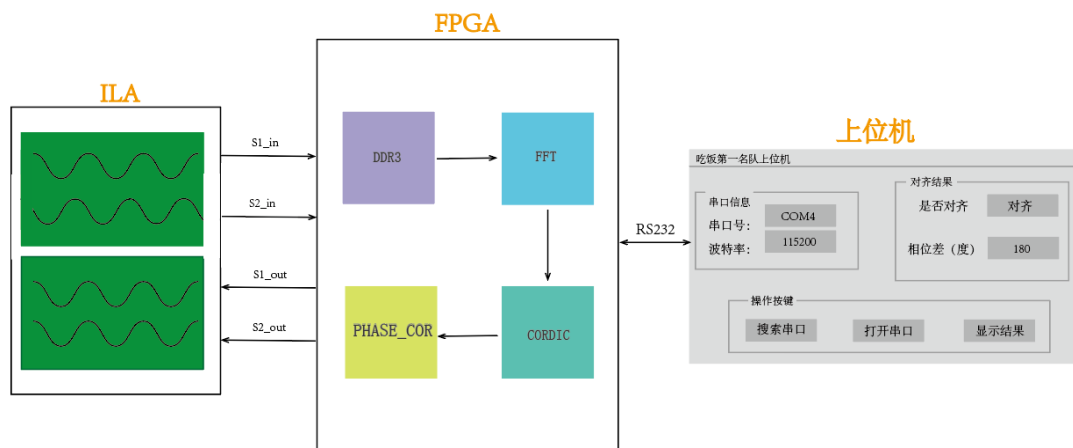 FPGA
ILA
上位机
S1_in
S2_in
S1_out
S2_out
DDR3
FFT
PHASE_COR
CORDIC
RS232
吃饭第一名队上位机
串口信息
串口号: COM4
波特率: 115200
对齐结果
是否对齐 对齐
相位差（度） 180
操作按键
搜索串口 打开串口 显示结果